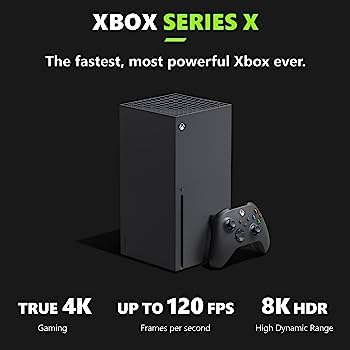 XBOX SERIES X
The fastest, most powerful Xbox ever.
TRUE 4K
Gaming
UP TO 120 FPS
Frames per second
8K HDR
High Dynamic Range